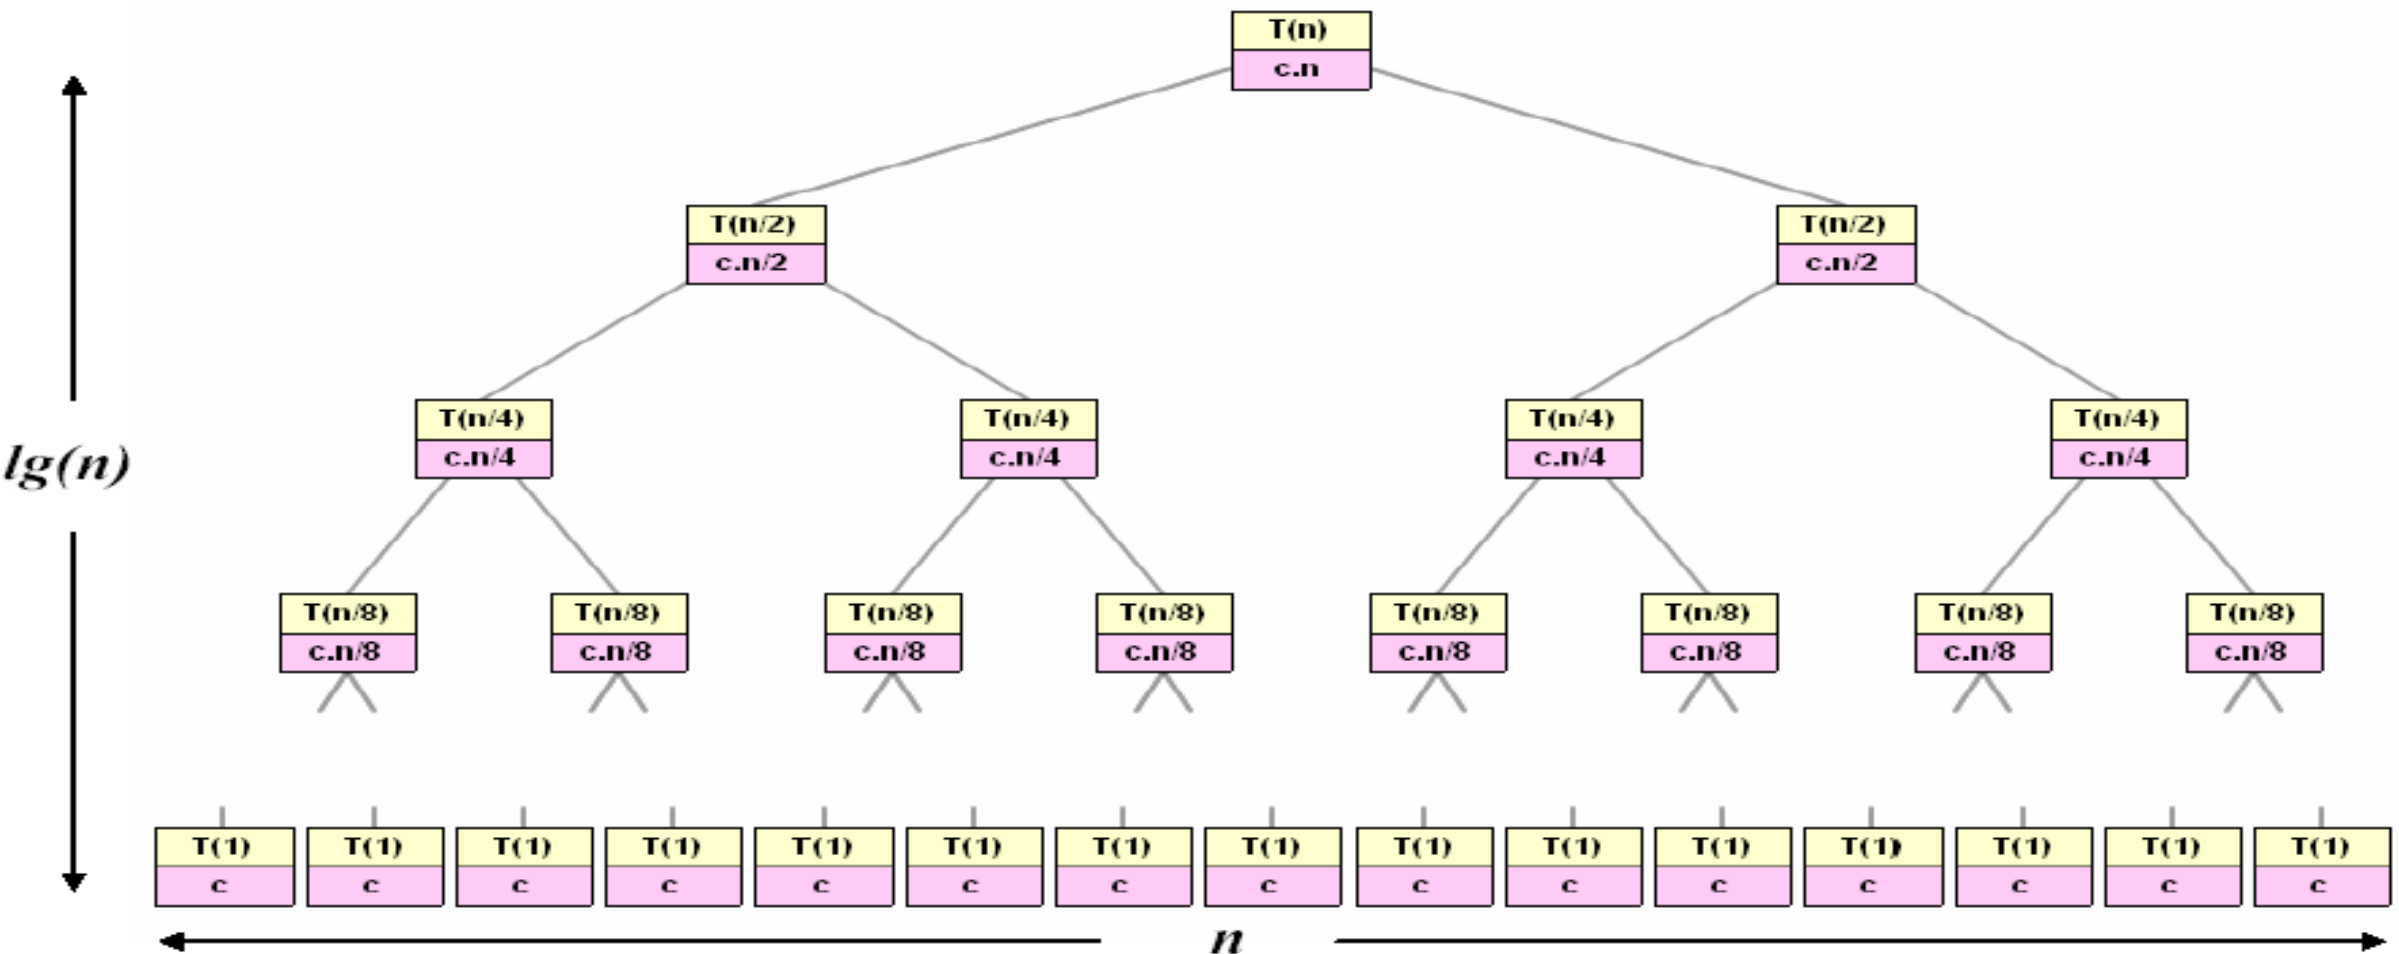 T(n)
c.n
T(n/2) T(n/2)
c.n/2 c.n/2
T(n/4) T(n/4) T(n/4) T(n/4)
lg(n)
c.n/4 c.n/4 c.n/4 c.n/4
T(n/8) T(n/8) T(n/8) T(n/8) T(n/8) T(n/8) T(n/8) T(n/8)
c.n/8 c.n/8 c.n/8 c.n/8 c.n/8 c.n/8 c.n/8 c.n/8
T(1) T(1) T(1) T(1) T(1) T(1) T(1) T(1) T(1) T(1) T(1) T(1) T(1) T(1) T(1)
c c c c c c c c c c c c c c c
n